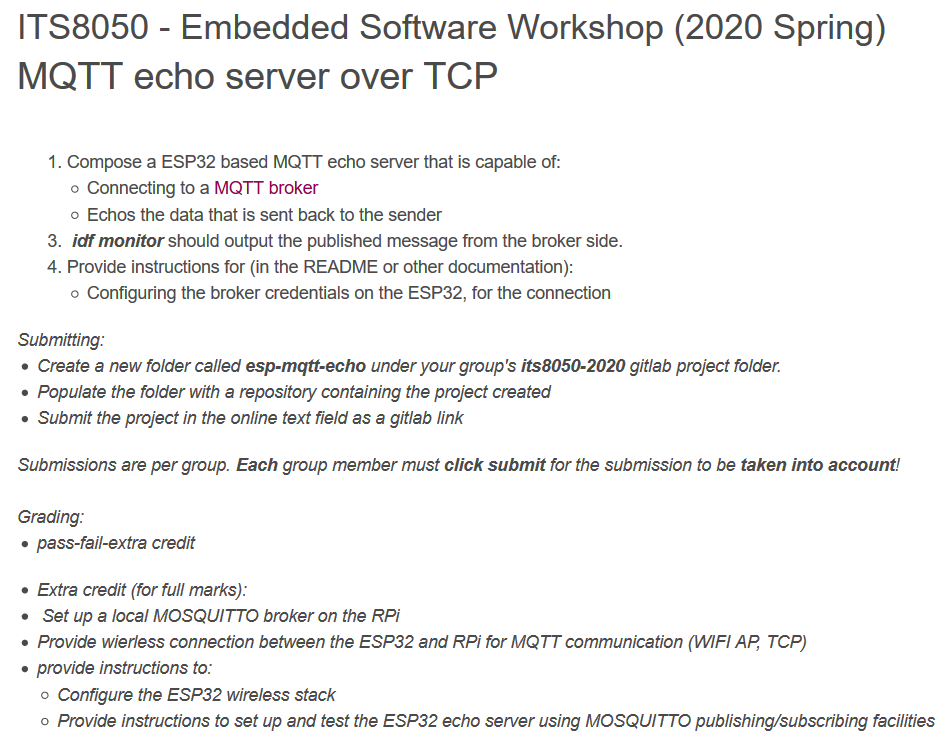 ITS8050 - Embedded Software Workshop (2020 Spring)
MQTT echo server over TCP
1. Compose a ESP32 based MQTT echo server that is capable of:
Connecting to a MQTT broker
Echos the data that is sent back to the sender
3. idf monitor should output the published message from the broker side.
4. Provide instructions for (in the README or other documentation):
Configuring the broker credentials on the ESP32, for the connection
Submitting:
Create a new folder called esp-mqtt-echo under your group's its8050-2020 gitlab project folder.
Populate the folder with a repository containing the project created
Submit the project in the online text field as a gitlab link
Submissions are per group. Each group member must click submit for the submission to be taken into account!
Grading:
pass-fail-extra credit
Extra credit (for full marks):
Set up a local MOSQUITTO broker on the RPi
Provide wierless connection between the ESP32 and RPi for MQTT communication (WIFI AP, TCP)
provide instructions to:
Configure the ESP32 wireless stack
Provide instructions to set up and test the ESP32 echo server using MOSQUITTO publishing/subscribing facilities